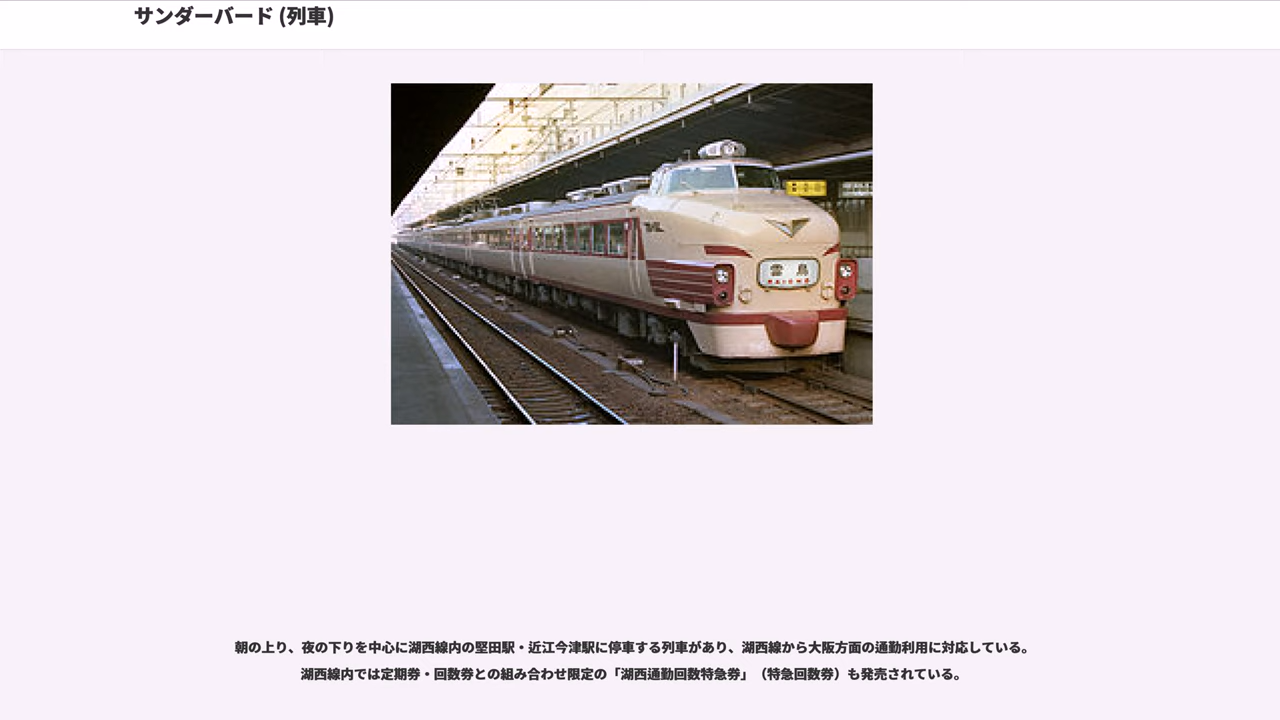 サンダーバード (列車)
雷鳥
朝の上り、夜の下りを中心に湖西線内の堅田駅・近江今津駅に停車する列車があり、湖西線から大阪方面の通勤利用に対応している。
湖西線内では定期券・回数券との組み合わせ限定の「湖西通勤回数特急券」（特急回数券）も発売されている。